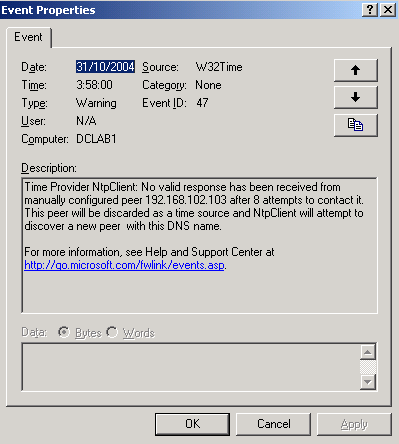 Event Properties
Event
Date: 31/10/2004 Source: W32Time
Time: 3:58:00 Category: None
Type: Warning Event ID: 47
User: N/A
Computer: DCLAB1
Description:
Time Provider NtpClient: No valid response has been received from
manually configured peer 192.168.102.103 after 8 attempts to contact it.
This peer will be discarded as a time source and NtpClient will attempt to
discover a new peer  with this DNS name.
For more information, see Help and Support Center at
http://go.microsoft.com/fwlink/events.asp.
Data: Bytes Words
OK Cancel Apply